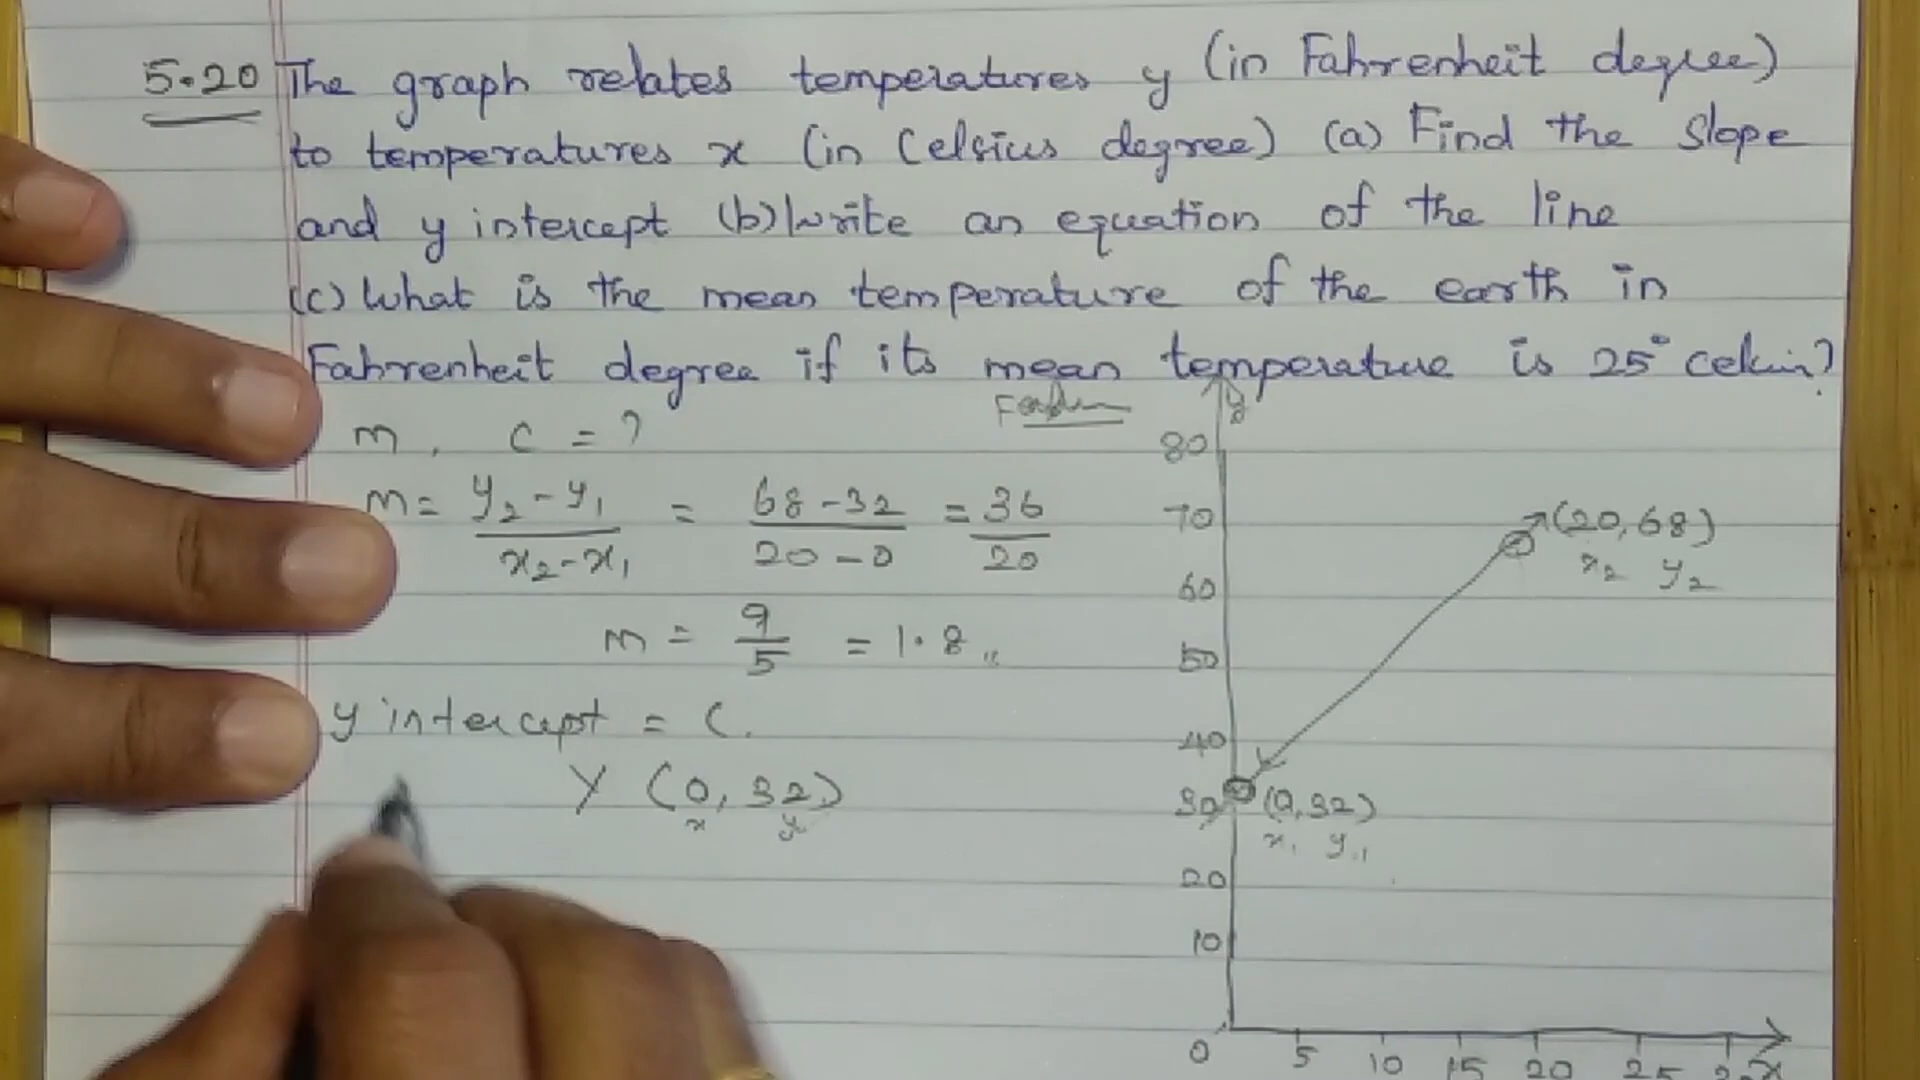 5.20 The graph relates temperatures y (in Fahrenheit degree)
to temperatures x (in Celsius degree) (a) Find the Slope
and y intercept (b) Write an equation of the line
(c) What is the mean temperature of the earth in
Fahrenheit degree if its mean temperature is 25°
m, c = ?
m = y₂-y₁/x₂-x₁ = 68-32/20-0 = 36/20
m = 9/5 = 1.8
y intercept = c.
Y (0, 32)
x y
y
80
70
60
50
40
30
20
10
(20, 68)
x₂ y₂
(0, 32)
x₁ y₁
0 5 10 15 20 25 x